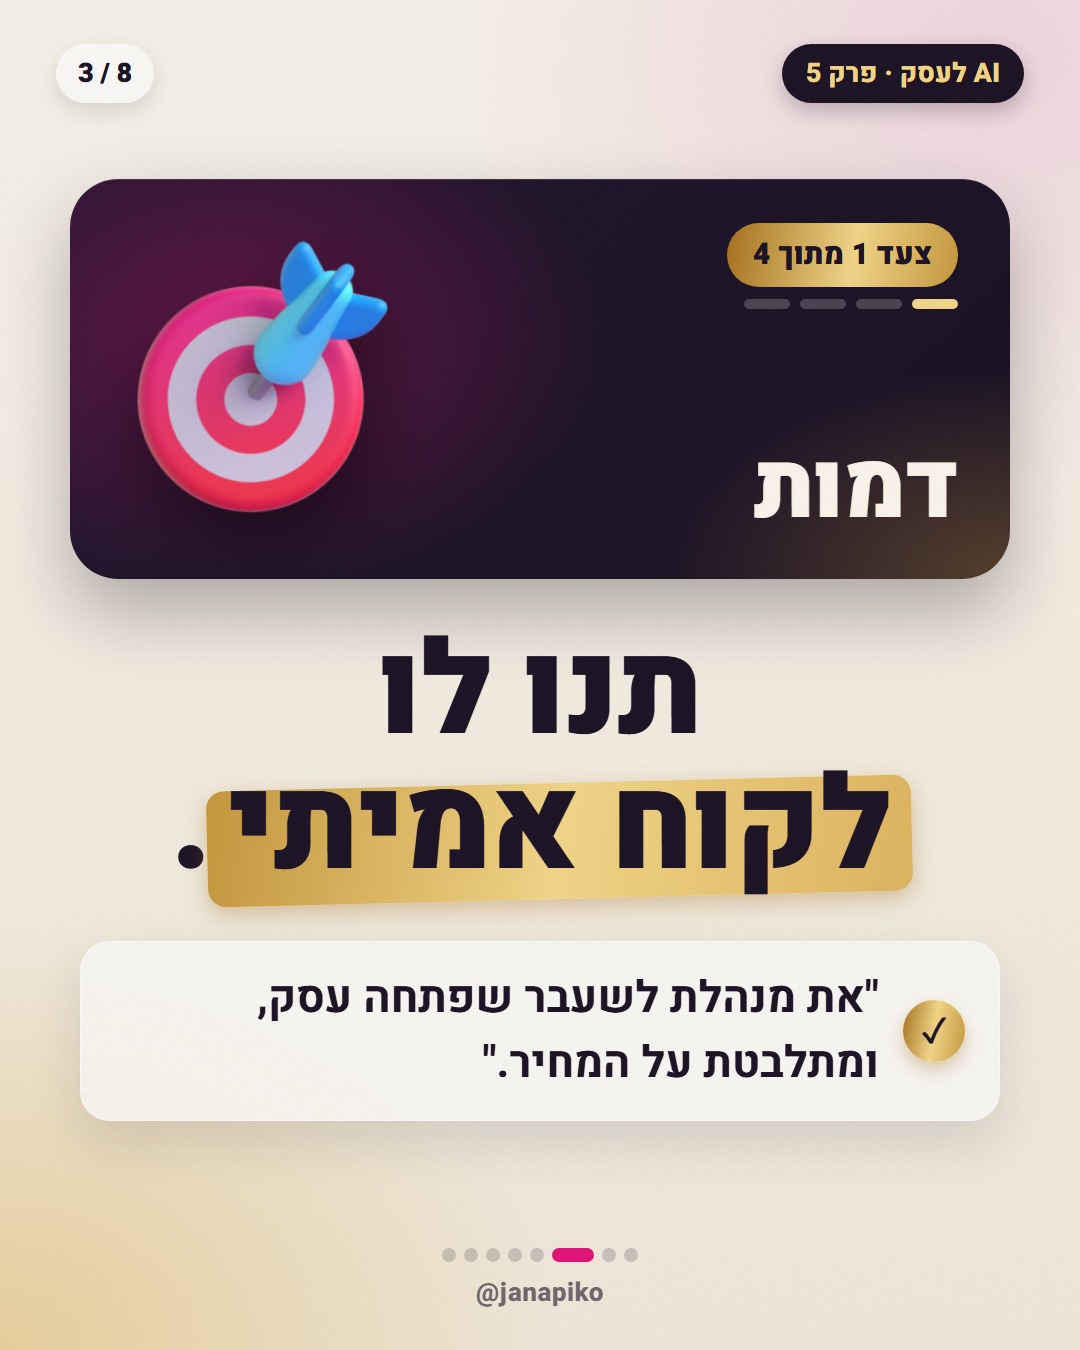 AI לעסק · פרק 5
3 / 8
צעד 1 מתוך 4
דמות
תנו לו
לקוח אמיתי.
"את מנהלת לשעבר שפתחה עסק,
ומתלבטת על המחיר."
@janapiko